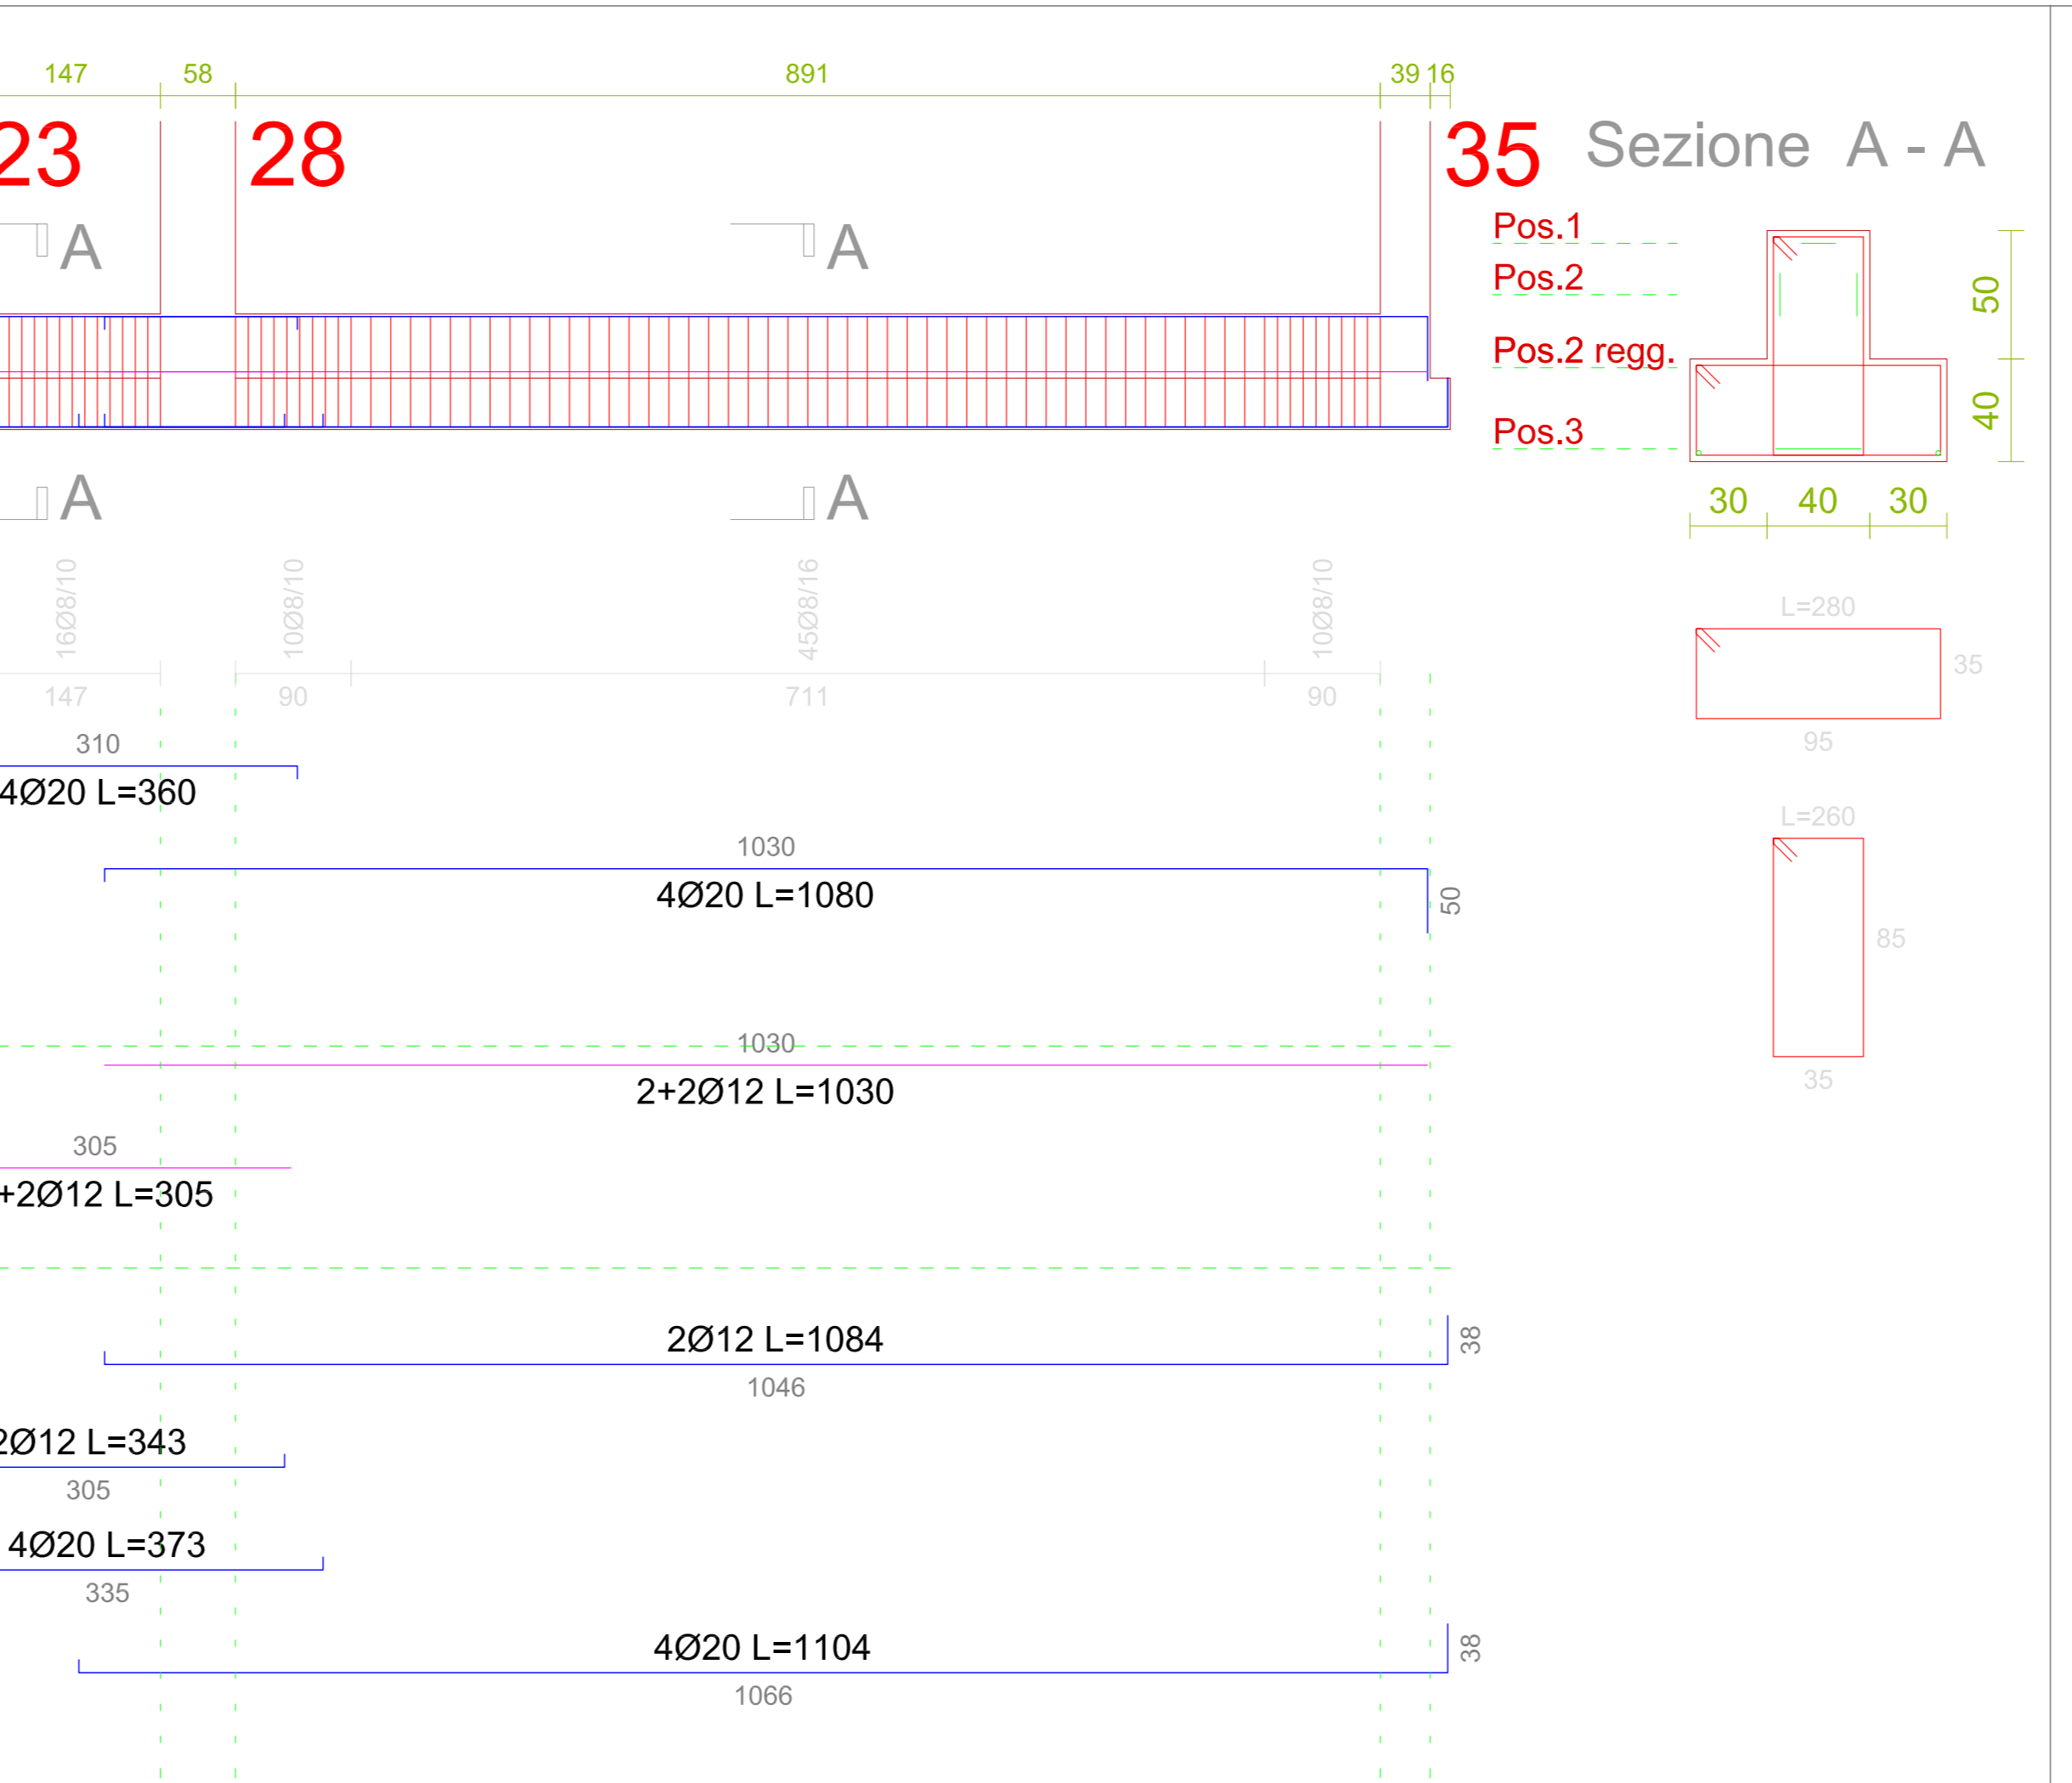 147 58 891 39 16
23 28 35 Sezione A - A
Pos.1
A A
Pos.2
50
Pos.2 regg.
40
Pos.3
A A
30 40 30
16Ø8/10 10Ø8/10 45Ø8/16 10Ø8/10
L=280
35
147 90 711 90
95
310
4Ø20 L=360
L=260
1030
4Ø20 L=1080
50
85
1030
35
2+2Ø12 L=1030
305
+2Ø12 L=305
2Ø12 L=1084
38
1046
2Ø12 L=343
305
4Ø20 L=373
335
4Ø20 L=1104
38
1066